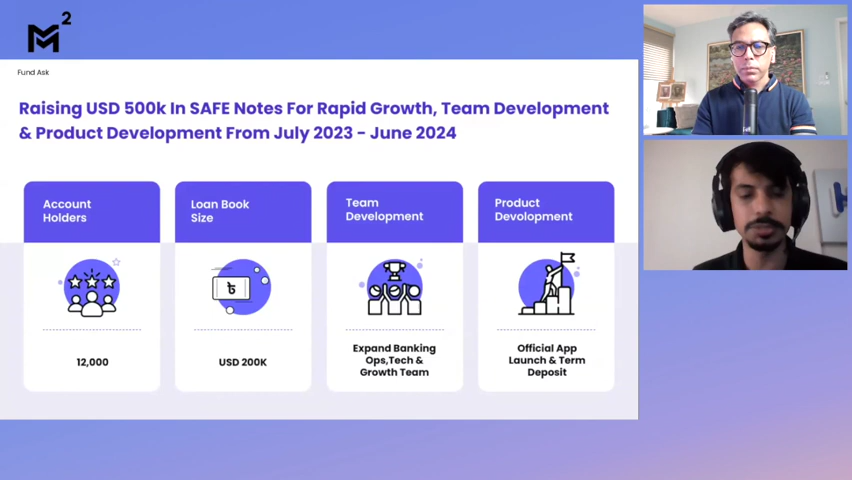 M2
Fund Ask
Raising USD 500k In SAFE Notes For Rapid Growth, Team Development
& Product Development From July 2023 - June 2024
Account
Holders
Loan Book
Size
Team
Development
Product
Devolopment
৳
12,000
USD 200K
Expand Banking
Ops,Tech &
Growth Team
Official App
Launch & Term
Deposit